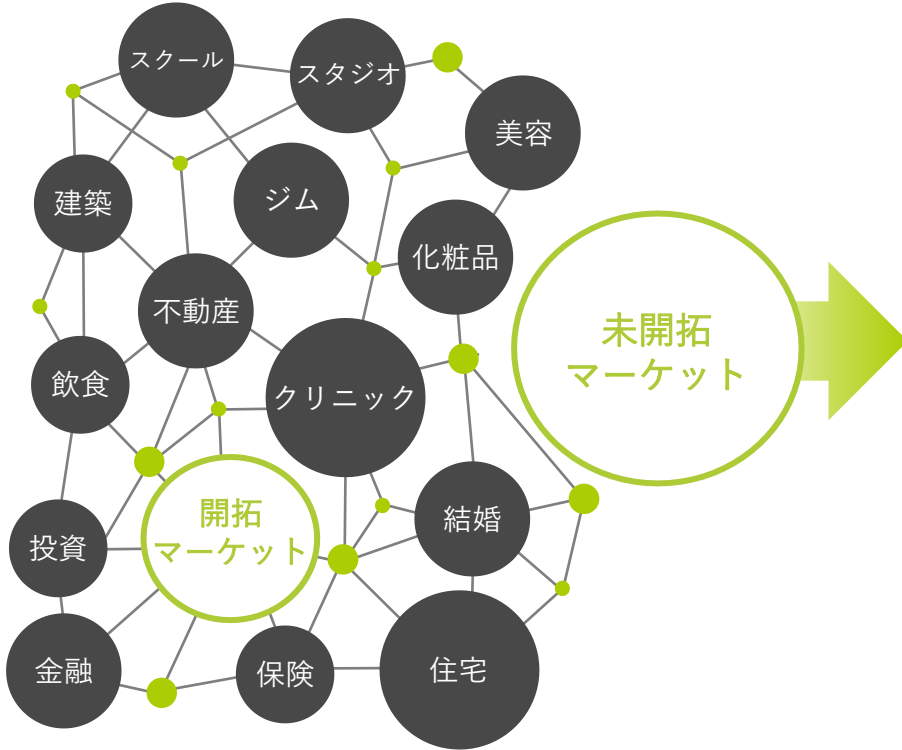 スクール
スタジオ
美容
建築
ジム
化粧品
不動産
未開拓
マーケット
飲食
クリニック
開拓
マーケット
結婚
投資
金融
保険
住宅